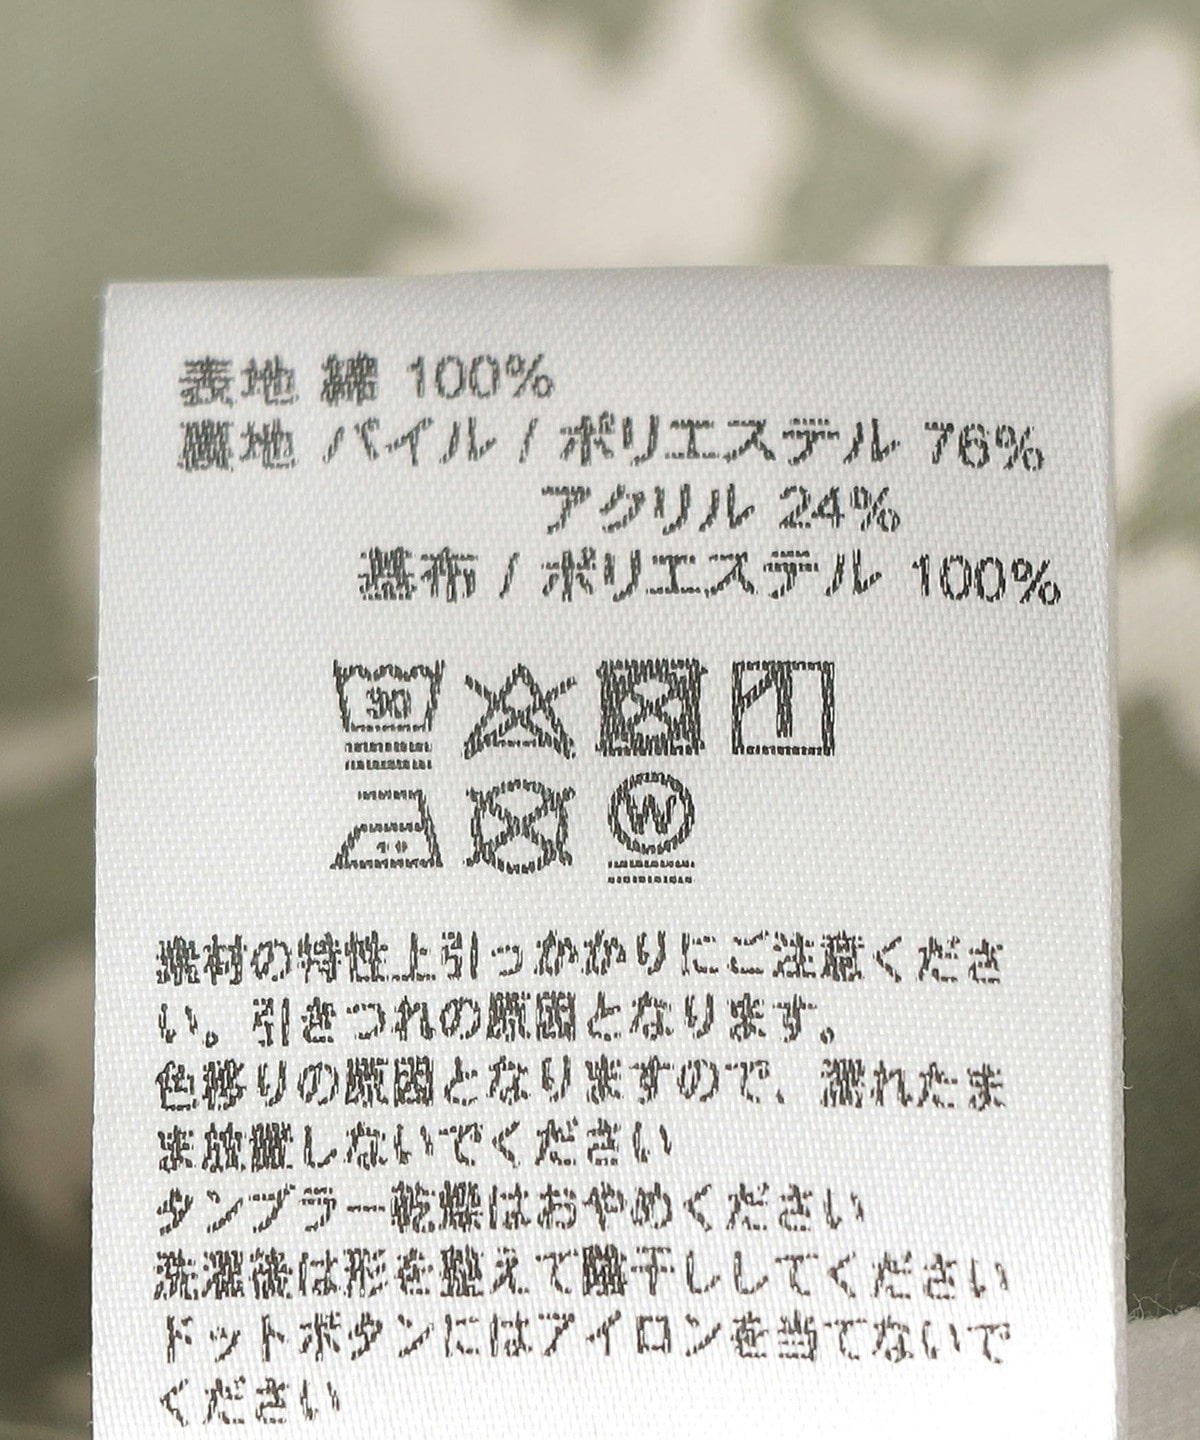 表地 綿 100%
裏地 パイル / ポリエステル 76%
アクリル 24%
基布 / ポリエステル 100%
30
W
素材の特性上引っかかりにご注意くださ
い。引きつれの原因となります。
色移りの原因となりますので、濡れたま
ま放置しないでください
タンブラー乾燥はおやめください
洗濯後は形を整えて陰干ししてください
ドットボタンにはアイロンを当てないで
ください